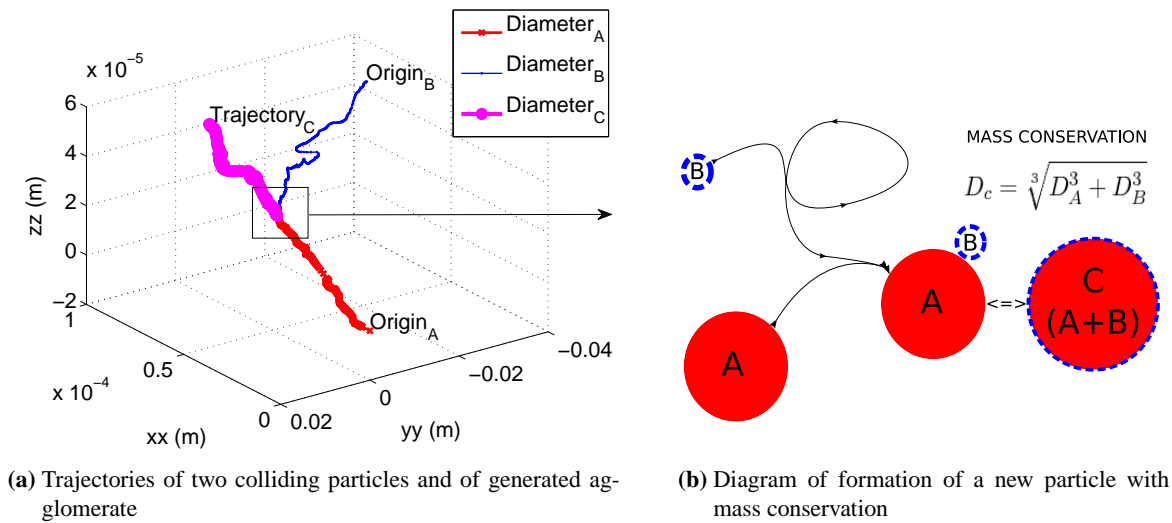 Diameter_A
Diameter_B
Diameter_C
x 10^−5
Origin_B
Trajectory_C
Origin_A
6
4
2
0
−2
zz (m)
1
0.5
0
x 10^−4
xx (m)
0.02
0
−0.02
−0.04
yy (m)
(a) Trajectories of two colliding particles and of generated ag-
glomerate
B
MASS CONSERVATION
D_c = ∛(D_A^3 + D_B^3)
B
A
A
<=>
C
(A+B)
(b) Diagram of formation of a new particle with
mass conservation